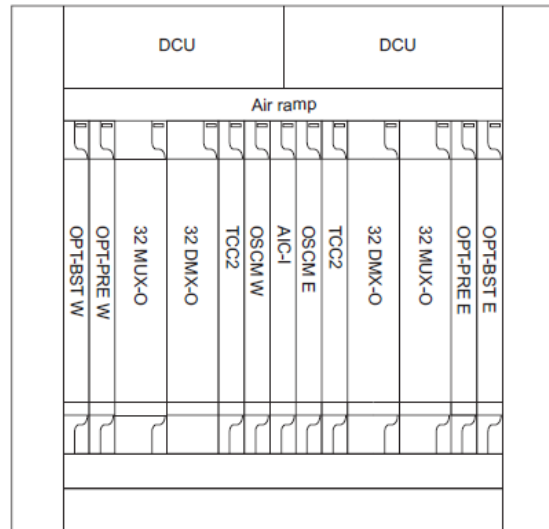 DCU
DCU
Air ramp
OPT-BST W
OPT-PRE W
32 MUX-O
32 DMX-O
TCC2
OSCM W
AIC-I
OSCM E
TCC2
32 DMX-O
32 MUX-O
OPT-PRE E
OPT-BST E